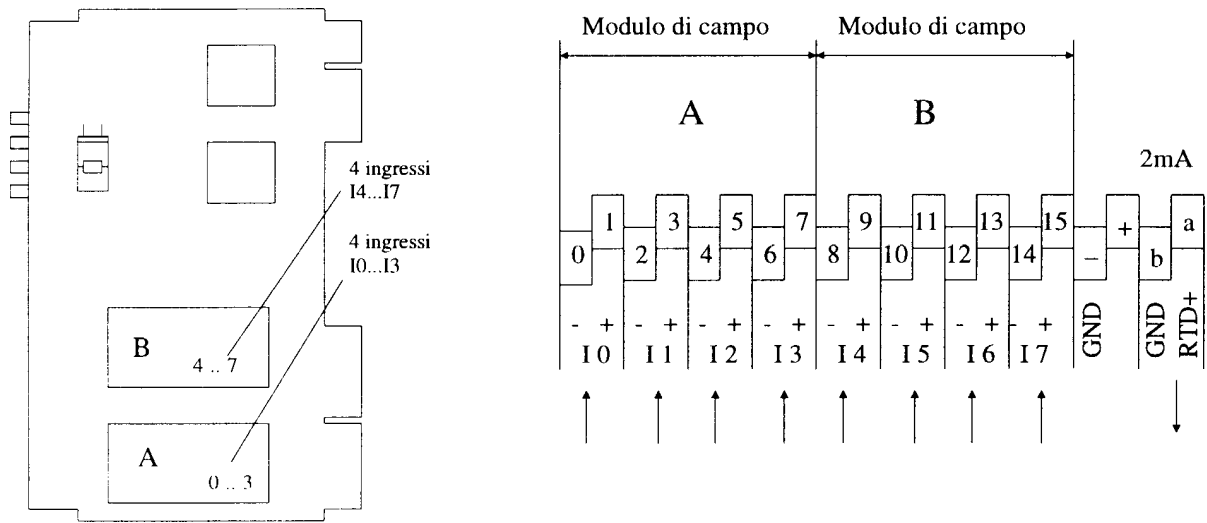 4 ingressi
I4...I7
4 ingressi
I0...I3
B
4 .. 7
A
0 .. 3
Modulo di campo Modulo di campo
A B
2mA
1 3 5 7 9 11 13 15 + a
0 2 4 6 8 10 12 14 – b
- + - + - + - + - + - + - + - +
I 0 I 1 I 2 I 3 I 4 I 5 I 6 I 7
GND
GND
RTD+